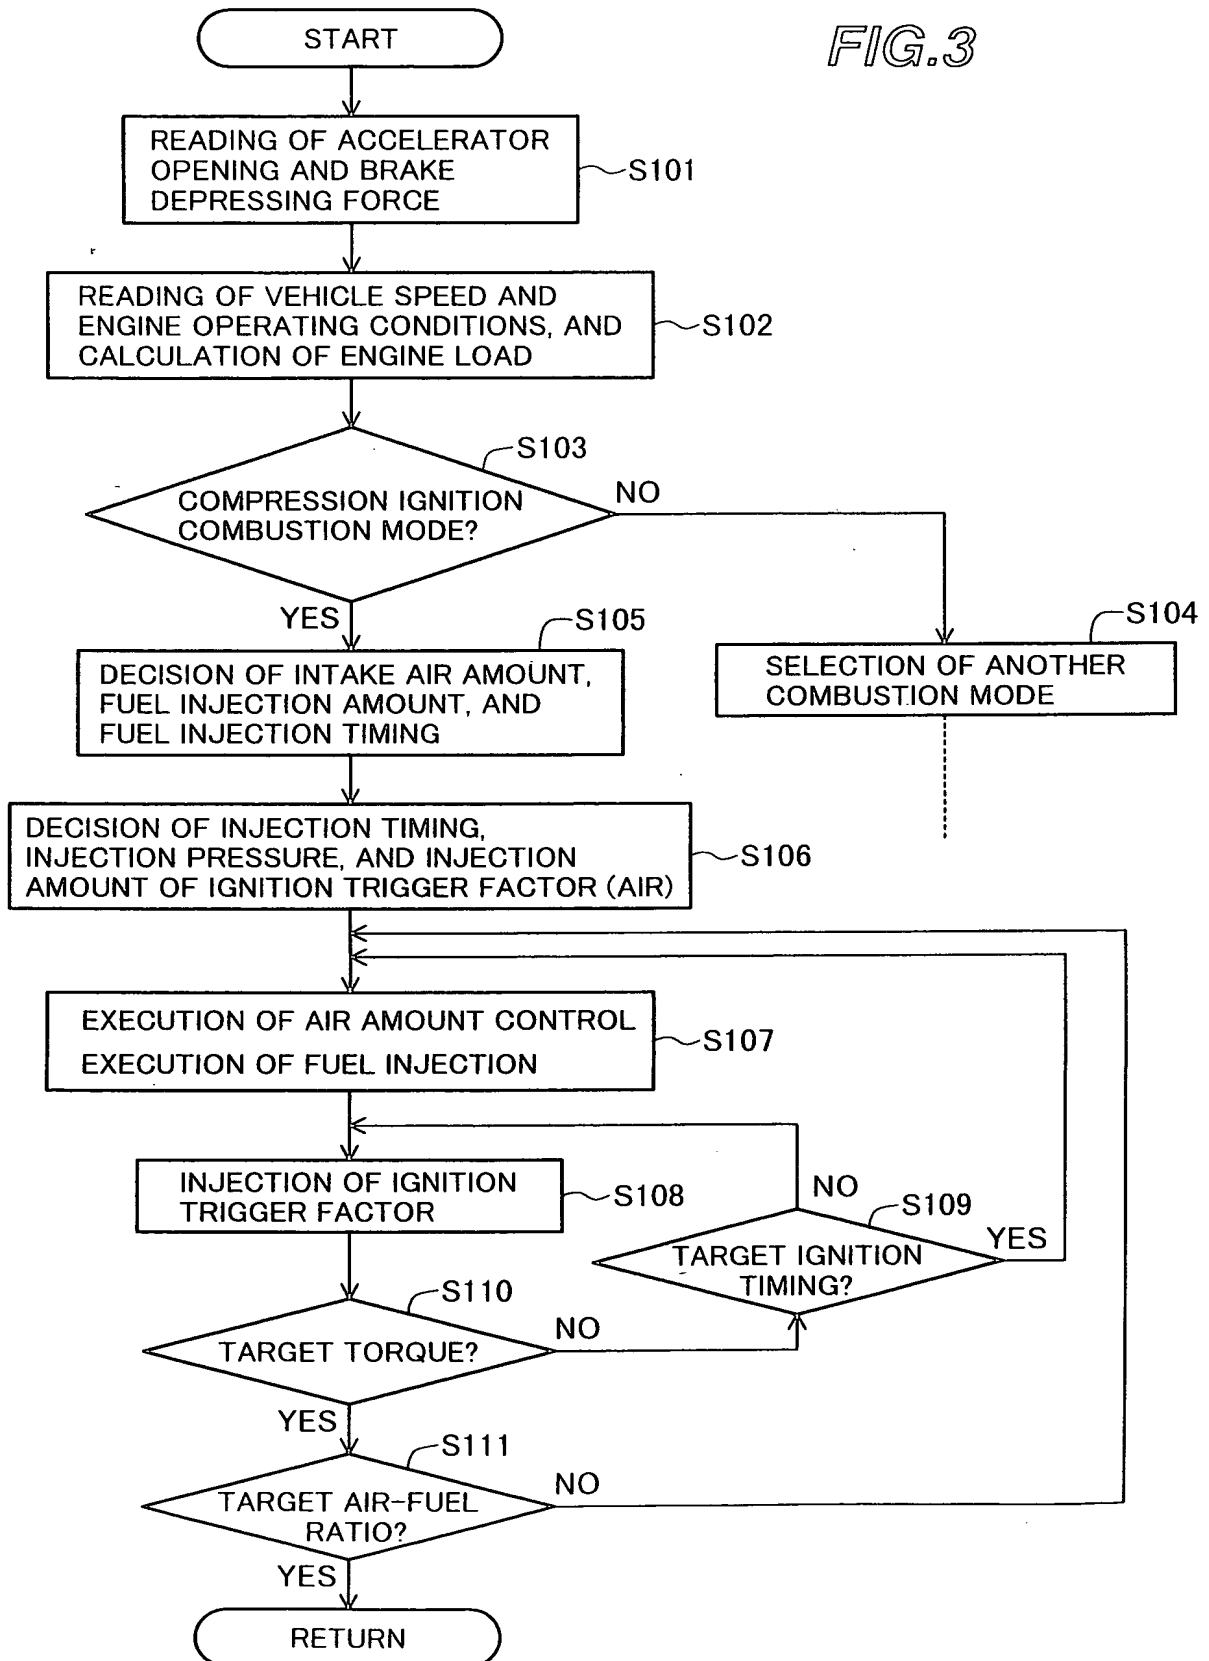 FIG.3
START
READING OF ACCELERATOR
OPENING AND BRAKE
DEPRESSING FORCE
S101
READING OF VEHICLE SPEED AND
ENGINE OPERATING CONDITIONS, AND
CALCULATION OF ENGINE LOAD
S102
S103
COMPRESSION IGNITION
COMBUSTION MODE?
NO
YES
S104
SELECTION OF ANOTHER
COMBUSTION MODE
S105
DECISION OF INTAKE AIR AMOUNT,
FUEL INJECTION AMOUNT, AND
FUEL INJECTION TIMING
DECISION OF INJECTION TIMING,
INJECTION PRESSURE, AND INJECTION
AMOUNT OF IGNITION TRIGGER FACTOR (AIR)
S106
EXECUTION OF AIR AMOUNT CONTROL
EXECUTION OF FUEL INJECTION
S107
INJECTION OF IGNITION
TRIGGER FACTOR
S108
NO
S109
YES
TARGET IGNITION
TIMING?
S110
TARGET TORQUE?
NO
YES
S111
TARGET AIR-FUEL
RATIO?
NO
YES
RETURN